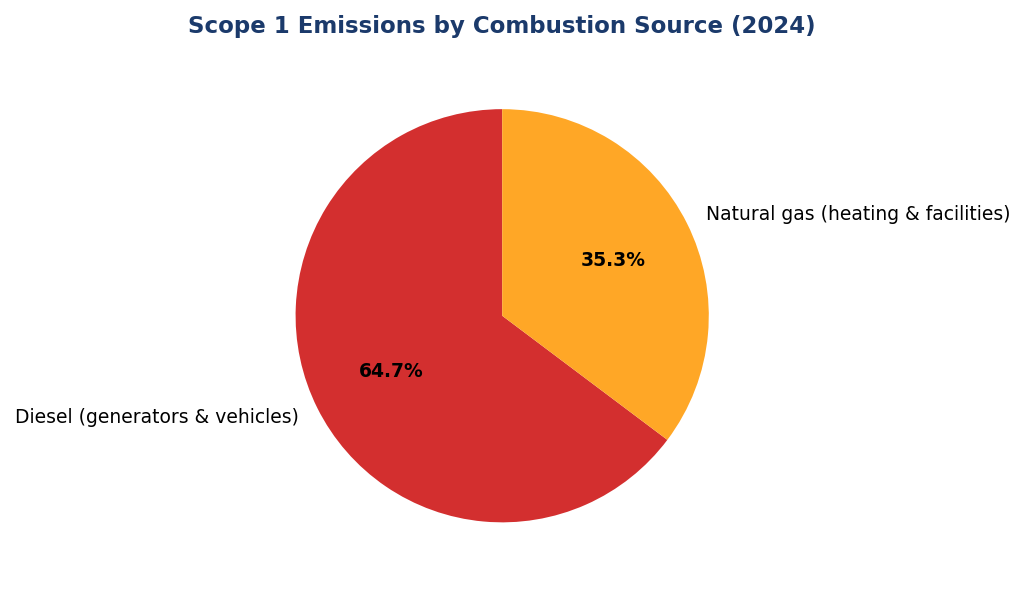 Scope 1 Emissions by Combustion Source (2024)
Natural gas (heating & facilities)
35.3%
64.7%
Diesel (generators & vehicles)